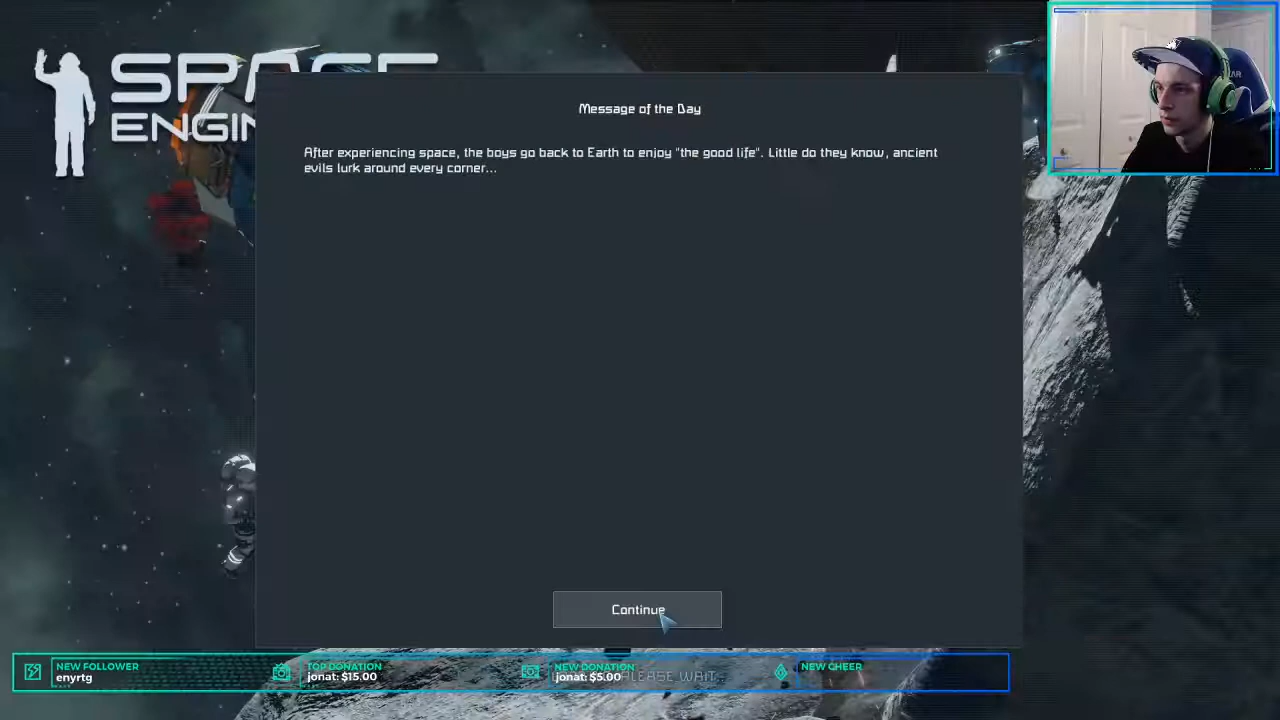 SPACE
ENGIN
Message of the Day
After experiencing space, the boys go back to Earth to enjoy "the good life". Little do they know, ancient
evils lurk around every corner...
Continue
NEW FOLLOWER
enyrtg
TOP DONATION
jonat: $15.00
NEW DONATION
jonat: $5.00
PLEASE WAIT...
NEW CHEER